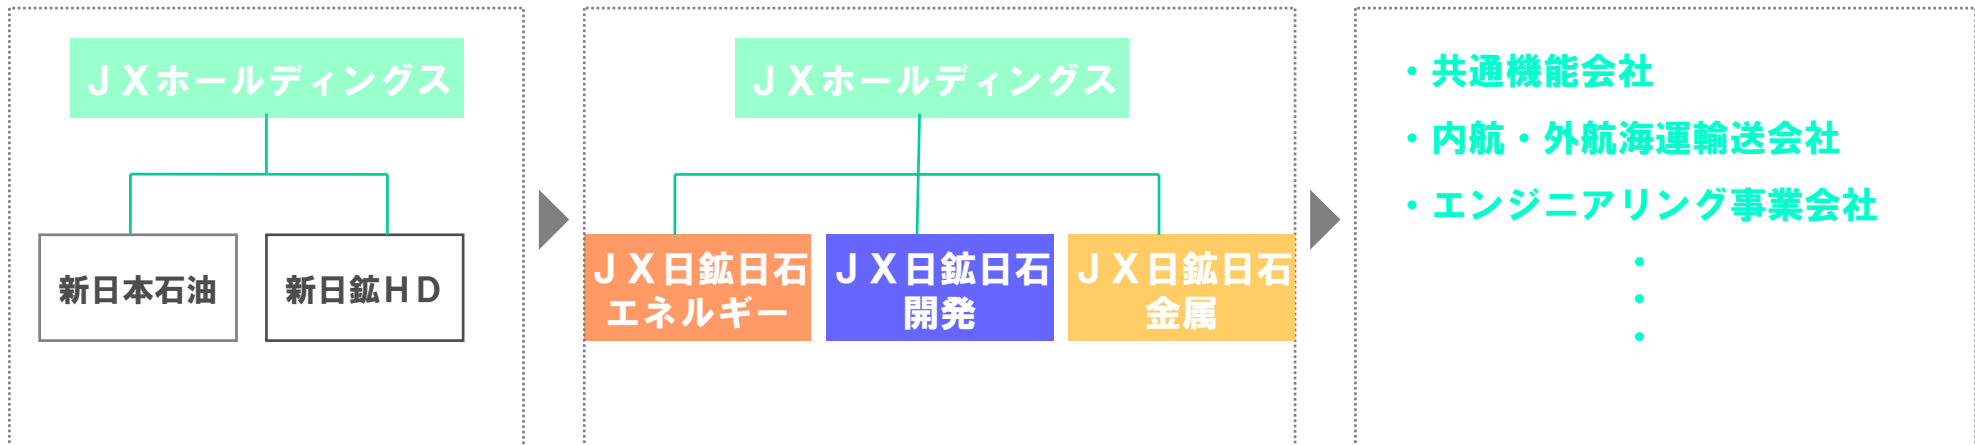 JXホールディングス
新日本石油
新日鉱HD
JXホールディングス
JX日鉱日石
エネルギー
JX日鉱日石
開発
JX日鉱日石
金属
・共通機能会社
・内航・外航海運輸送会社
・エンジニアリング事業会社
・
・
・